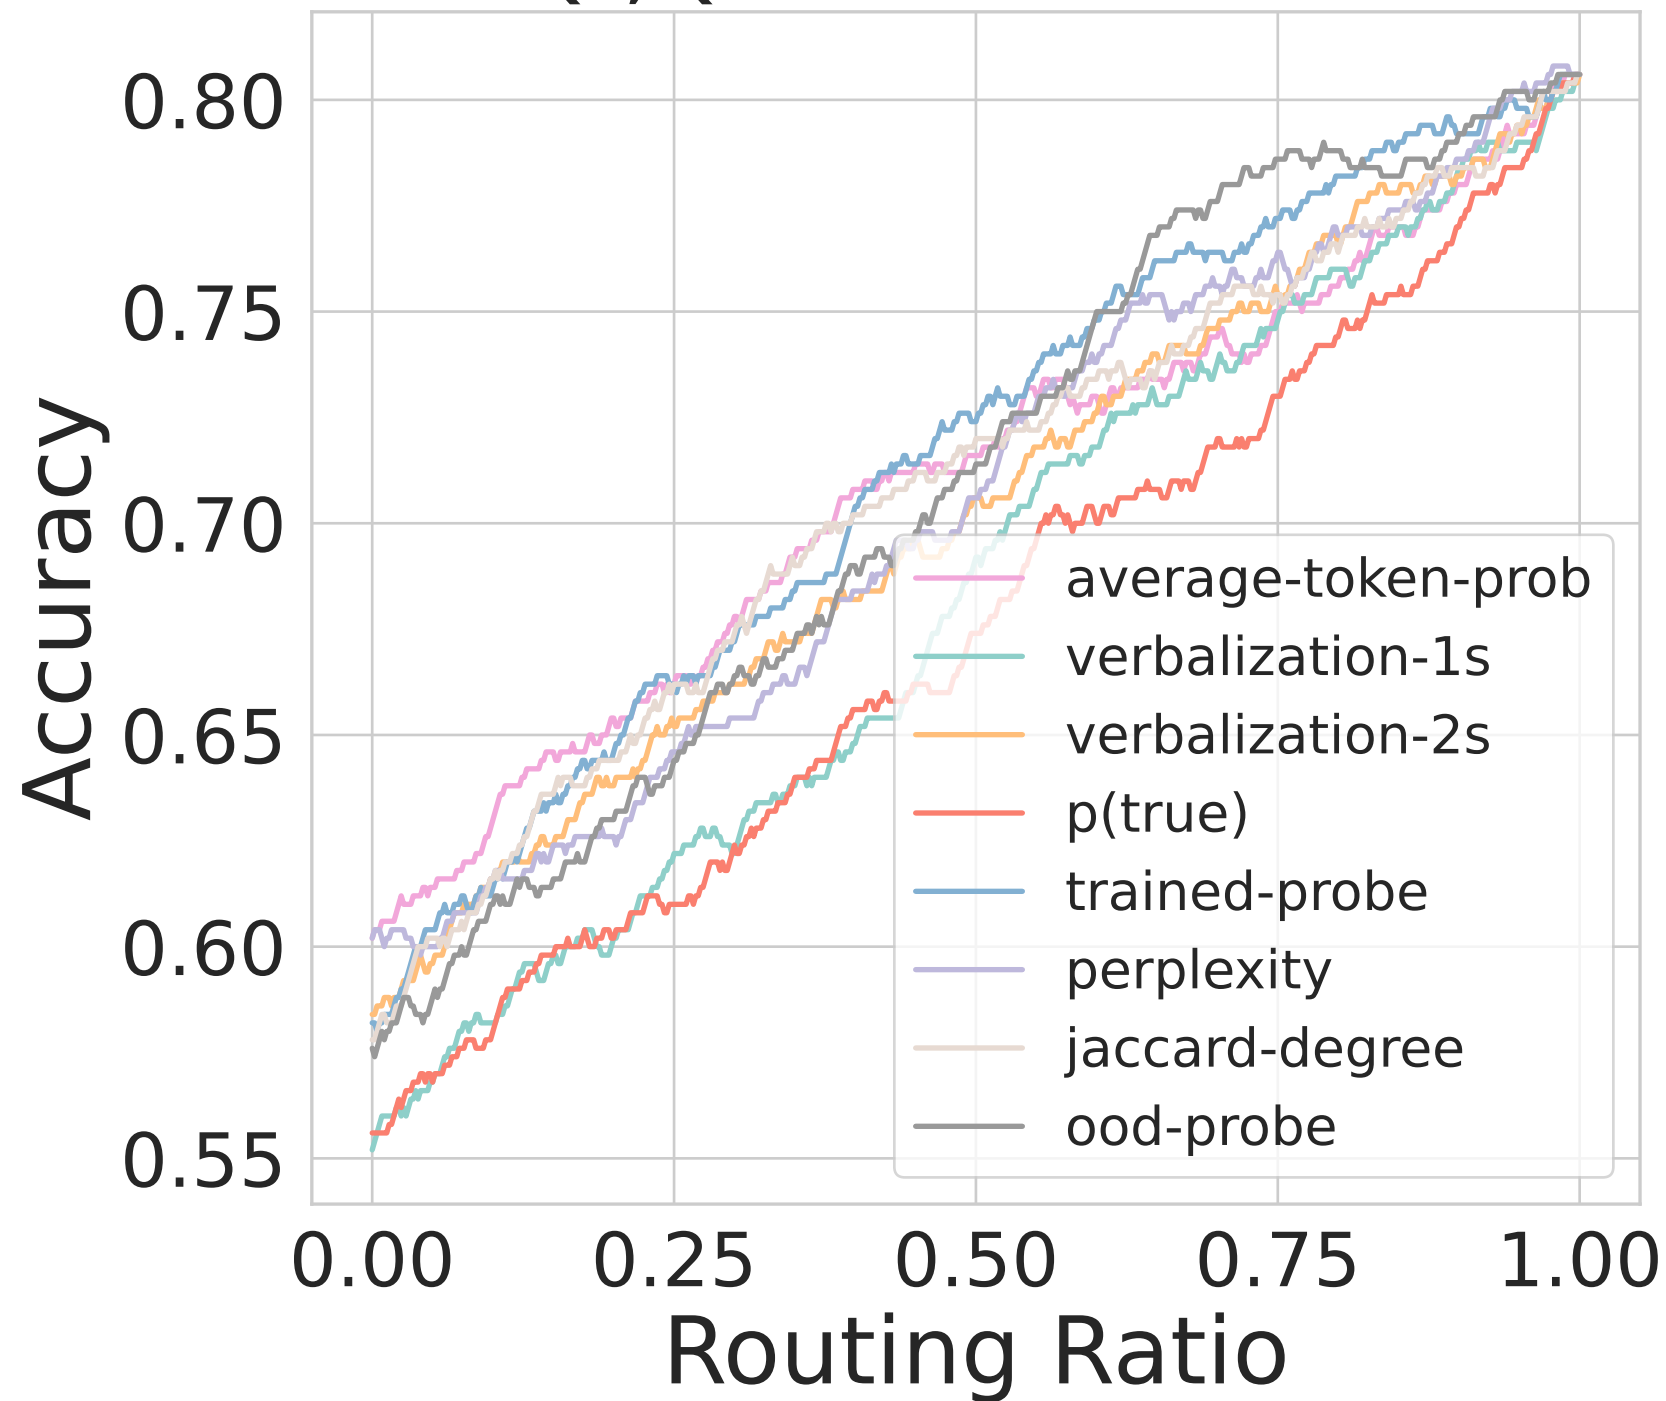 0.80
0.75
0.70
0.65
0.60
0.55
Accuracy
average-token-prob
verbalization-1s
verbalization-2s
p(true)
trained-probe
perplexity
jaccard-degree
ood-probe
0.00 0.25 0.50 0.75 1.00
Routing Ratio